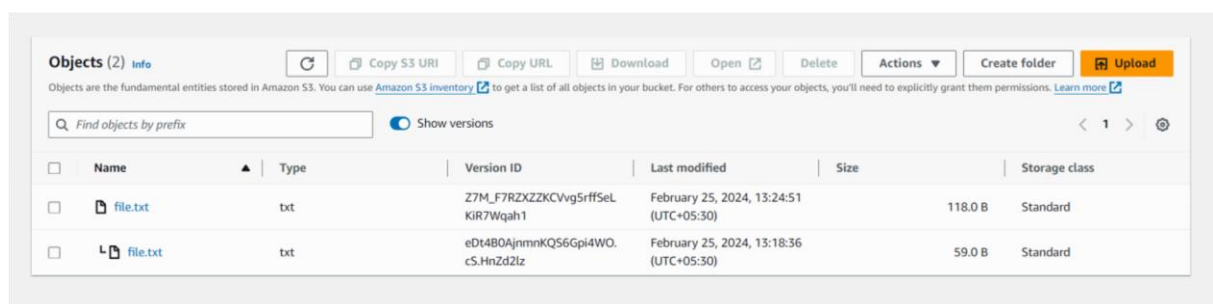 Objects (2) Info
Copy S3 URI
Copy URL
Download
Open
Delete
Actions
Create folder
Upload
Objects are the fundamental entities stored in Amazon S3. You can use Amazon S3 inventory to get a list of all objects in your bucket. For others to access your objects, you'll need to explicitly grant them permissions. Learn more
Find objects by prefix
Show versions
1
Name Type Version ID Last modified Size Storage class
file.txt txt Z7M_F7RZXZZKCVvg5rffSeL February 25, 2024, 13:24:51 118.0 B Standard
KiR7Wqah1 (UTC+05:30)
file.txt txt eDt4B0AjnmnKQS6Gpi4WO. February 25, 2024, 13:18:36 59.0 B Standard
cS.HnZd2lz (UTC+05:30)